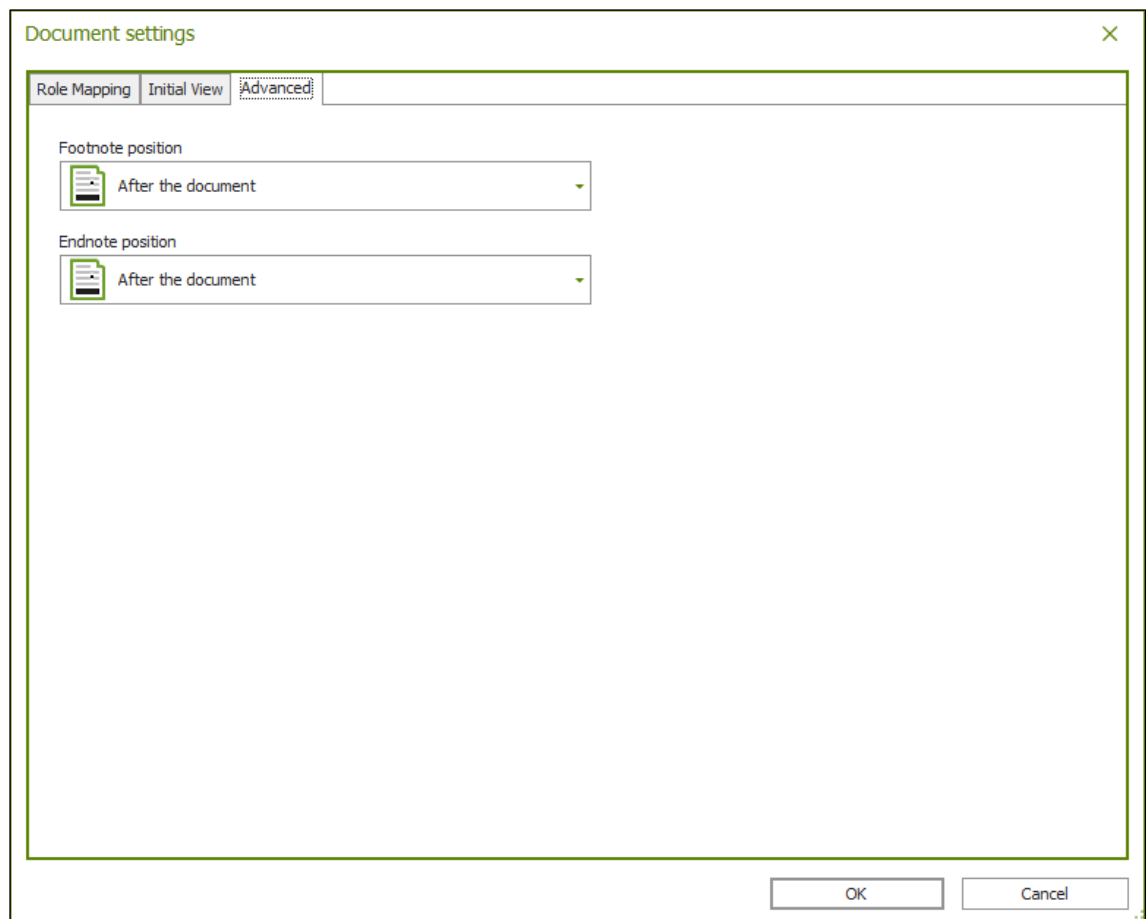 Document settings
Role Mapping Initial View Advanced
Footnote position
After the document
Endnote position
After the document
OK Cancel